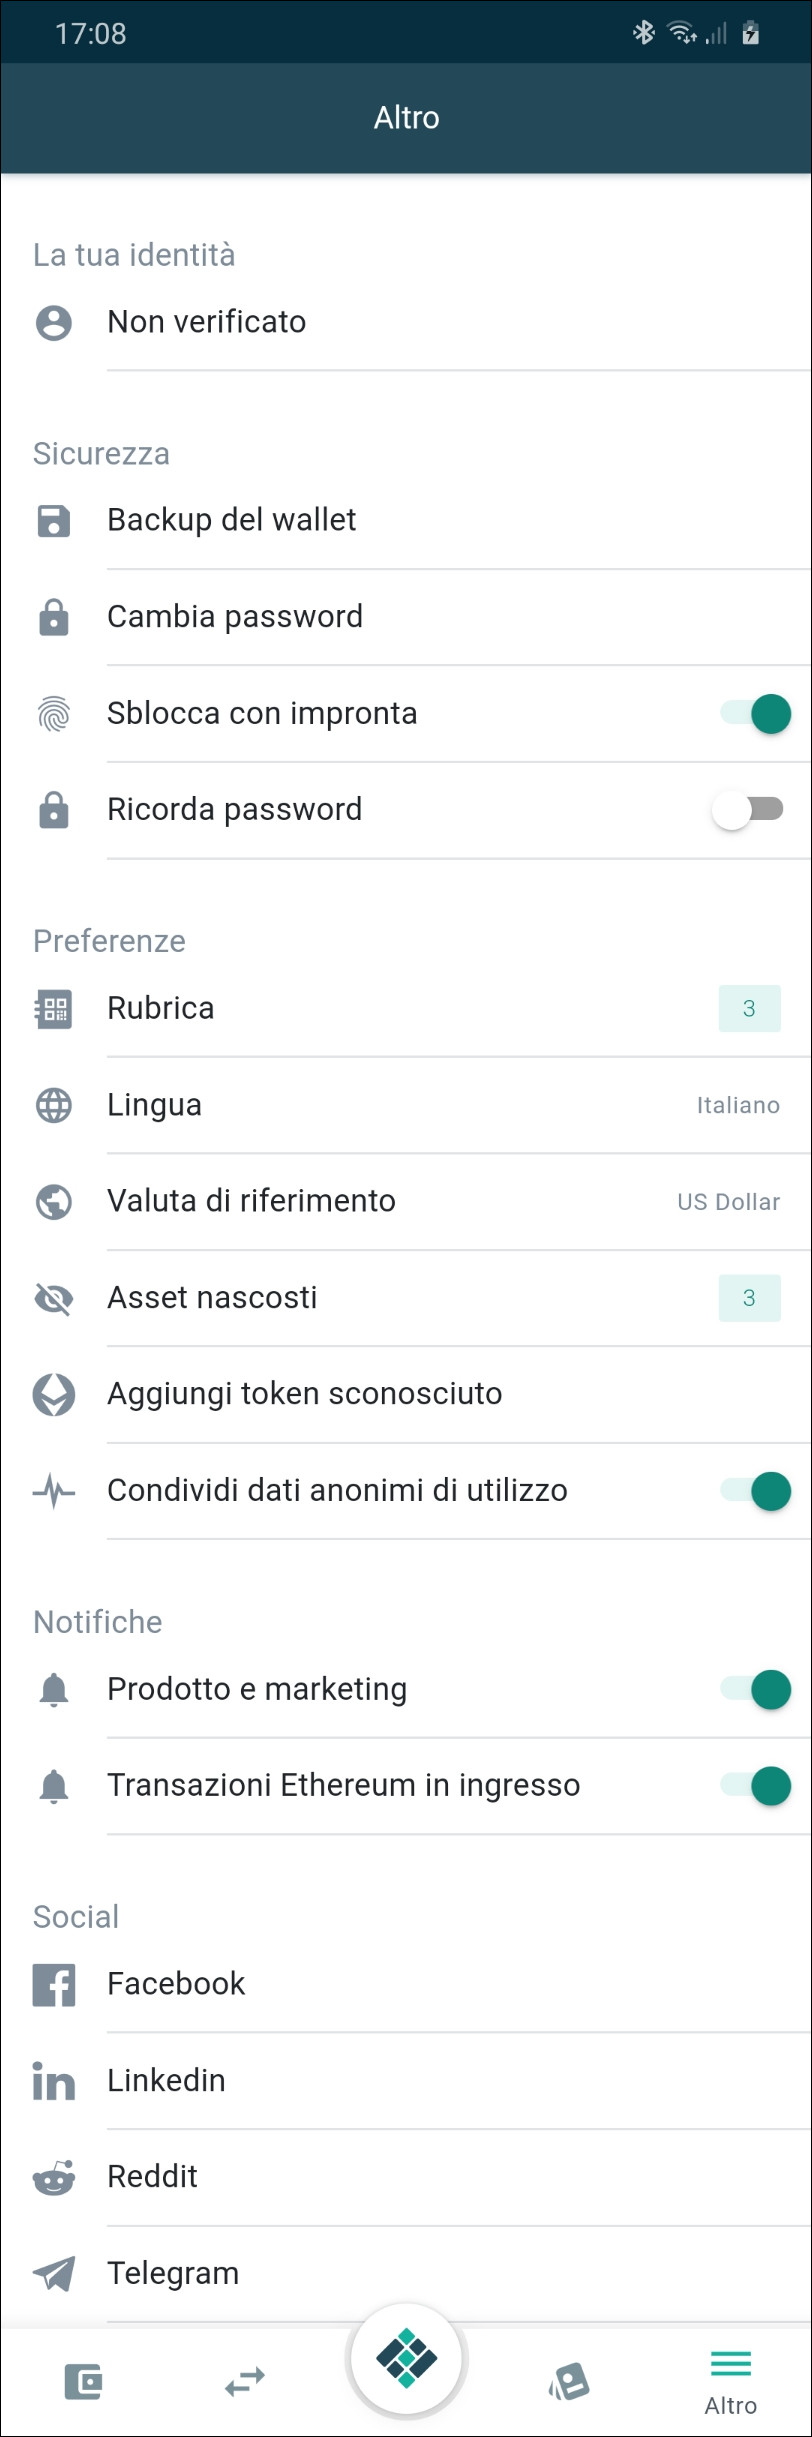 17:08
Altro
La tua identità
Non verificato
Sicurezza
Backup del wallet
Cambia password
Sblocca con impronta
Ricorda password
Preferenze
Rubrica 3
Lingua Italiano
Valuta di riferimento US Dollar
Asset nascosti 3
Aggiungi token sconosciuto
Condividi dati anonimi di utilizzo
Notifiche
Prodotto e marketing
Transazioni Ethereum in ingresso
Social
Facebook
Linkedin
Reddit
Telegram
Altro